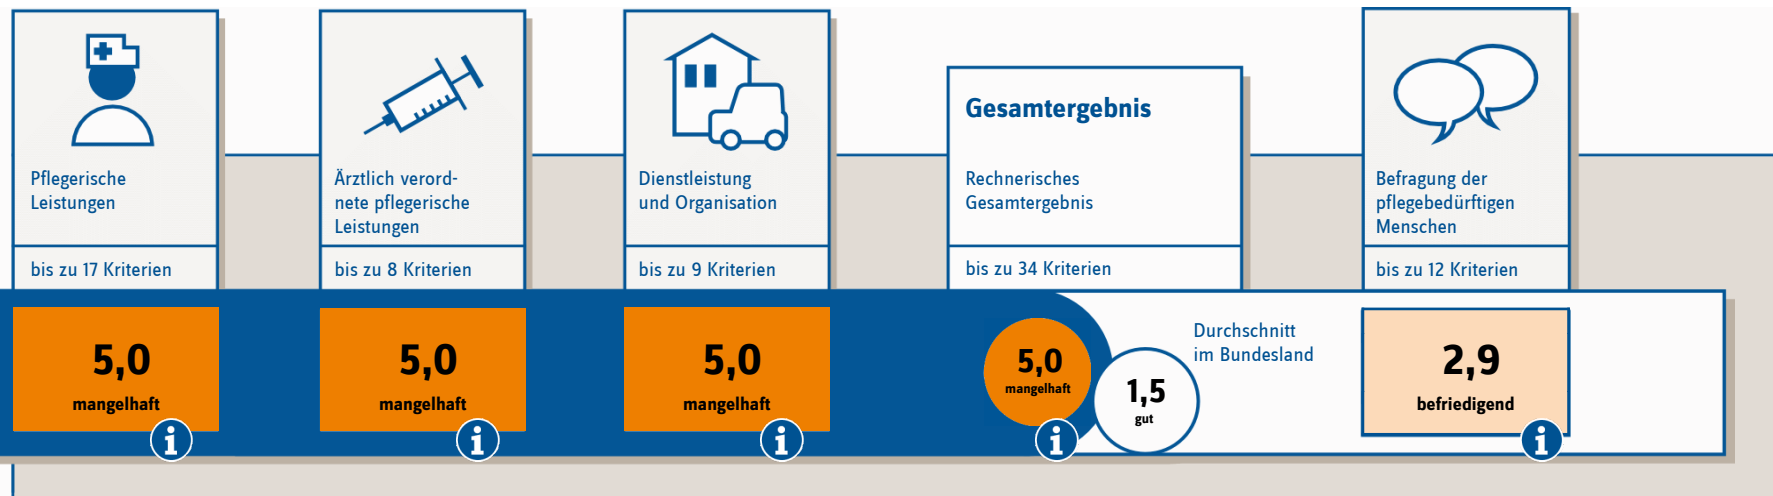 Pflegerische
Leistungen
bis zu 17 Kriterien
5,0
mangelhaft
i
Ärztlich verord-
nete pflegerische
Leistungen
bis zu 8 Kriterien
5,0
mangelhaft
i
Dienstleistung
und Organisation
bis zu 9 Kriterien
5,0
mangelhaft
i
Gesamtergebnis
Rechnerisches
Gesamtergebnis
bis zu 34 Kriterien
5,0
mangelhaft
i
1,5
gut
Durchschnitt
im Bundesland
Befragung der
pflegebedürftigen
Menschen
bis zu 12 Kriterien
2,9
befriedigend
i